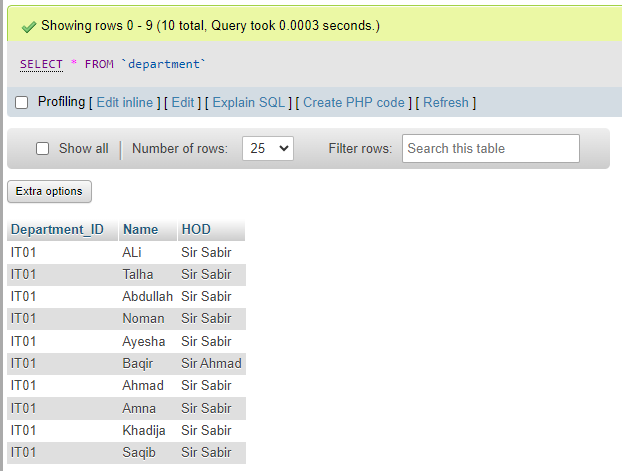 Showing rows 0 - 9 (10 total, Query took 0.0003 seconds.)
SELECT * FROM `department`
Profiling [ Edit inline ] [ Edit ] [ Explain SQL ] [ Create PHP code ] [ Refresh ]
Show all Number of rows: 25 Filter rows: Search this table
Extra options
Department_ID Name HOD
IT01 ALi Sir Sabir
IT01 Talha Sir Sabir
IT01 Abdullah Sir Sabir
IT01 Noman Sir Sabir
IT01 Ayesha Sir Sabir
IT01 Baqir Sir Ahmad
IT01 Ahmad Sir Sabir
IT01 Amna Sir Sabir
IT01 Khadija Sir Sabir
IT01 Saqib Sir Sabir